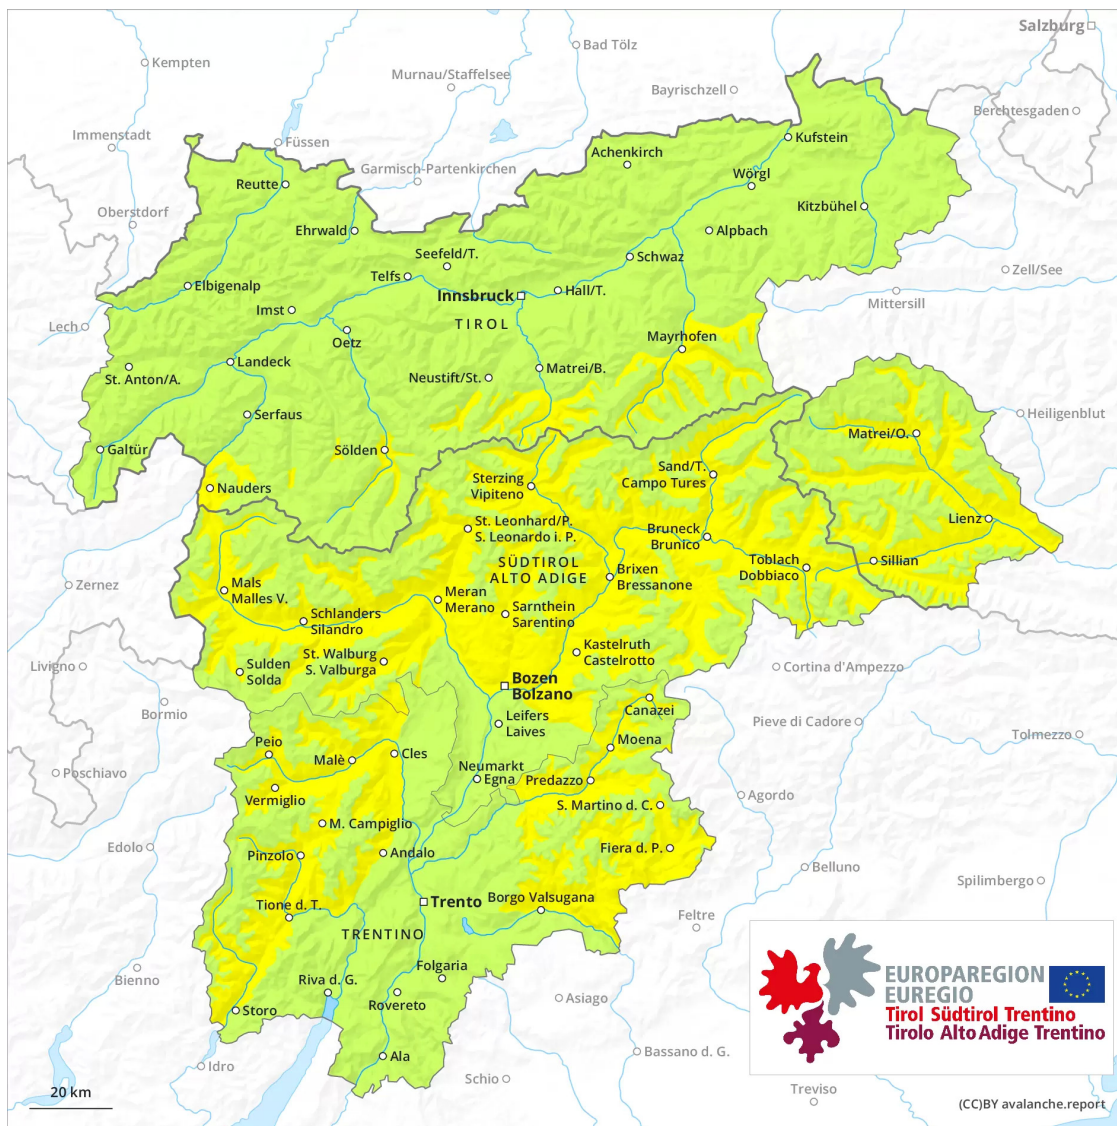 Salzburg
Bad Tölz
Kempten
Murnau/Staffelsee
Bayrischzell
Berchtesgaden
Immenstadt
Füssen
Kufstein
Achenkirch
Garmisch-Partenkirchen
Wörgl
Reutte
Oberstdorf
Kitzbühel
Ehrwald
Alpbach
Seefeld/T.
Schwaz
Telfs
Zell/See
Elbigenalp
Innsbruck
Hall/T.
Mittersill
Imst
TIROL
Lech
Oetz
Mayrhofen
Landeck
St. Anton/A.
Neustift/St.
Matrei/B.
Serfaus
Heiligenblut
Matrei/O.
Galtür
Sölden
Sterzing
Vipiteno
Sand/T.
Campo Tures
Nauders
Lienz
St. Leonhard/P.
S. Leonardo i. P.
Bruneck
Brunico
SÜDTIROL
ALTO ADIGE
Toblach
Dobbiaco
Sillian
Zernez
Mals
Malles V.
Brixen
Bressanone
Meran
Merano
Schlanders
Silandro
Sarnthein
Sarentino
Kastelruth
Castelrotto
Livigno
St. Walburg
S. Valburga
Sulden
Solda
Cortina d'Ampezzo
Bozen
Bolzano
Bormio
Canazei
Leifers
Laives
Pieve di Cadore
Tolmezzo
Moena
Peio
Cles
Malè
Poschiavo
Neumarkt
Egna
Predazzo
Vermiglio
Agordo
S. Martino d. C.
M. Campiglio
Edolo
Fiera d. P.
Pinzolo
Andalo
Belluno
Spilimbergo
Borgo Valsugana
Trento
Tione d. T.
Feltre
TRENTINO
Folgaria
Bienno
Riva d. G.
EUROPAREGION
EUREGIO
Tirol Südtirol Trentino
Tirolo Alto Adige Trentino
Asiago
Rovereto
Storo
Bassano d. G.
Ala
Idro
Schio
Treviso
20 km
(CC)BY avalanche.report